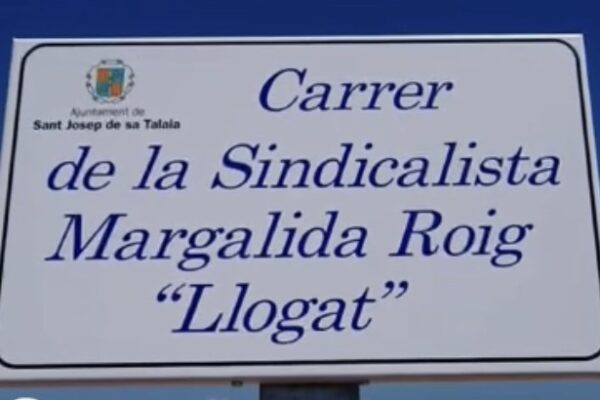 Ajuntament de
Sant Josep de sa Talaia
Carrer
de la Sindicalista
Margalida Roig
“Llogat”